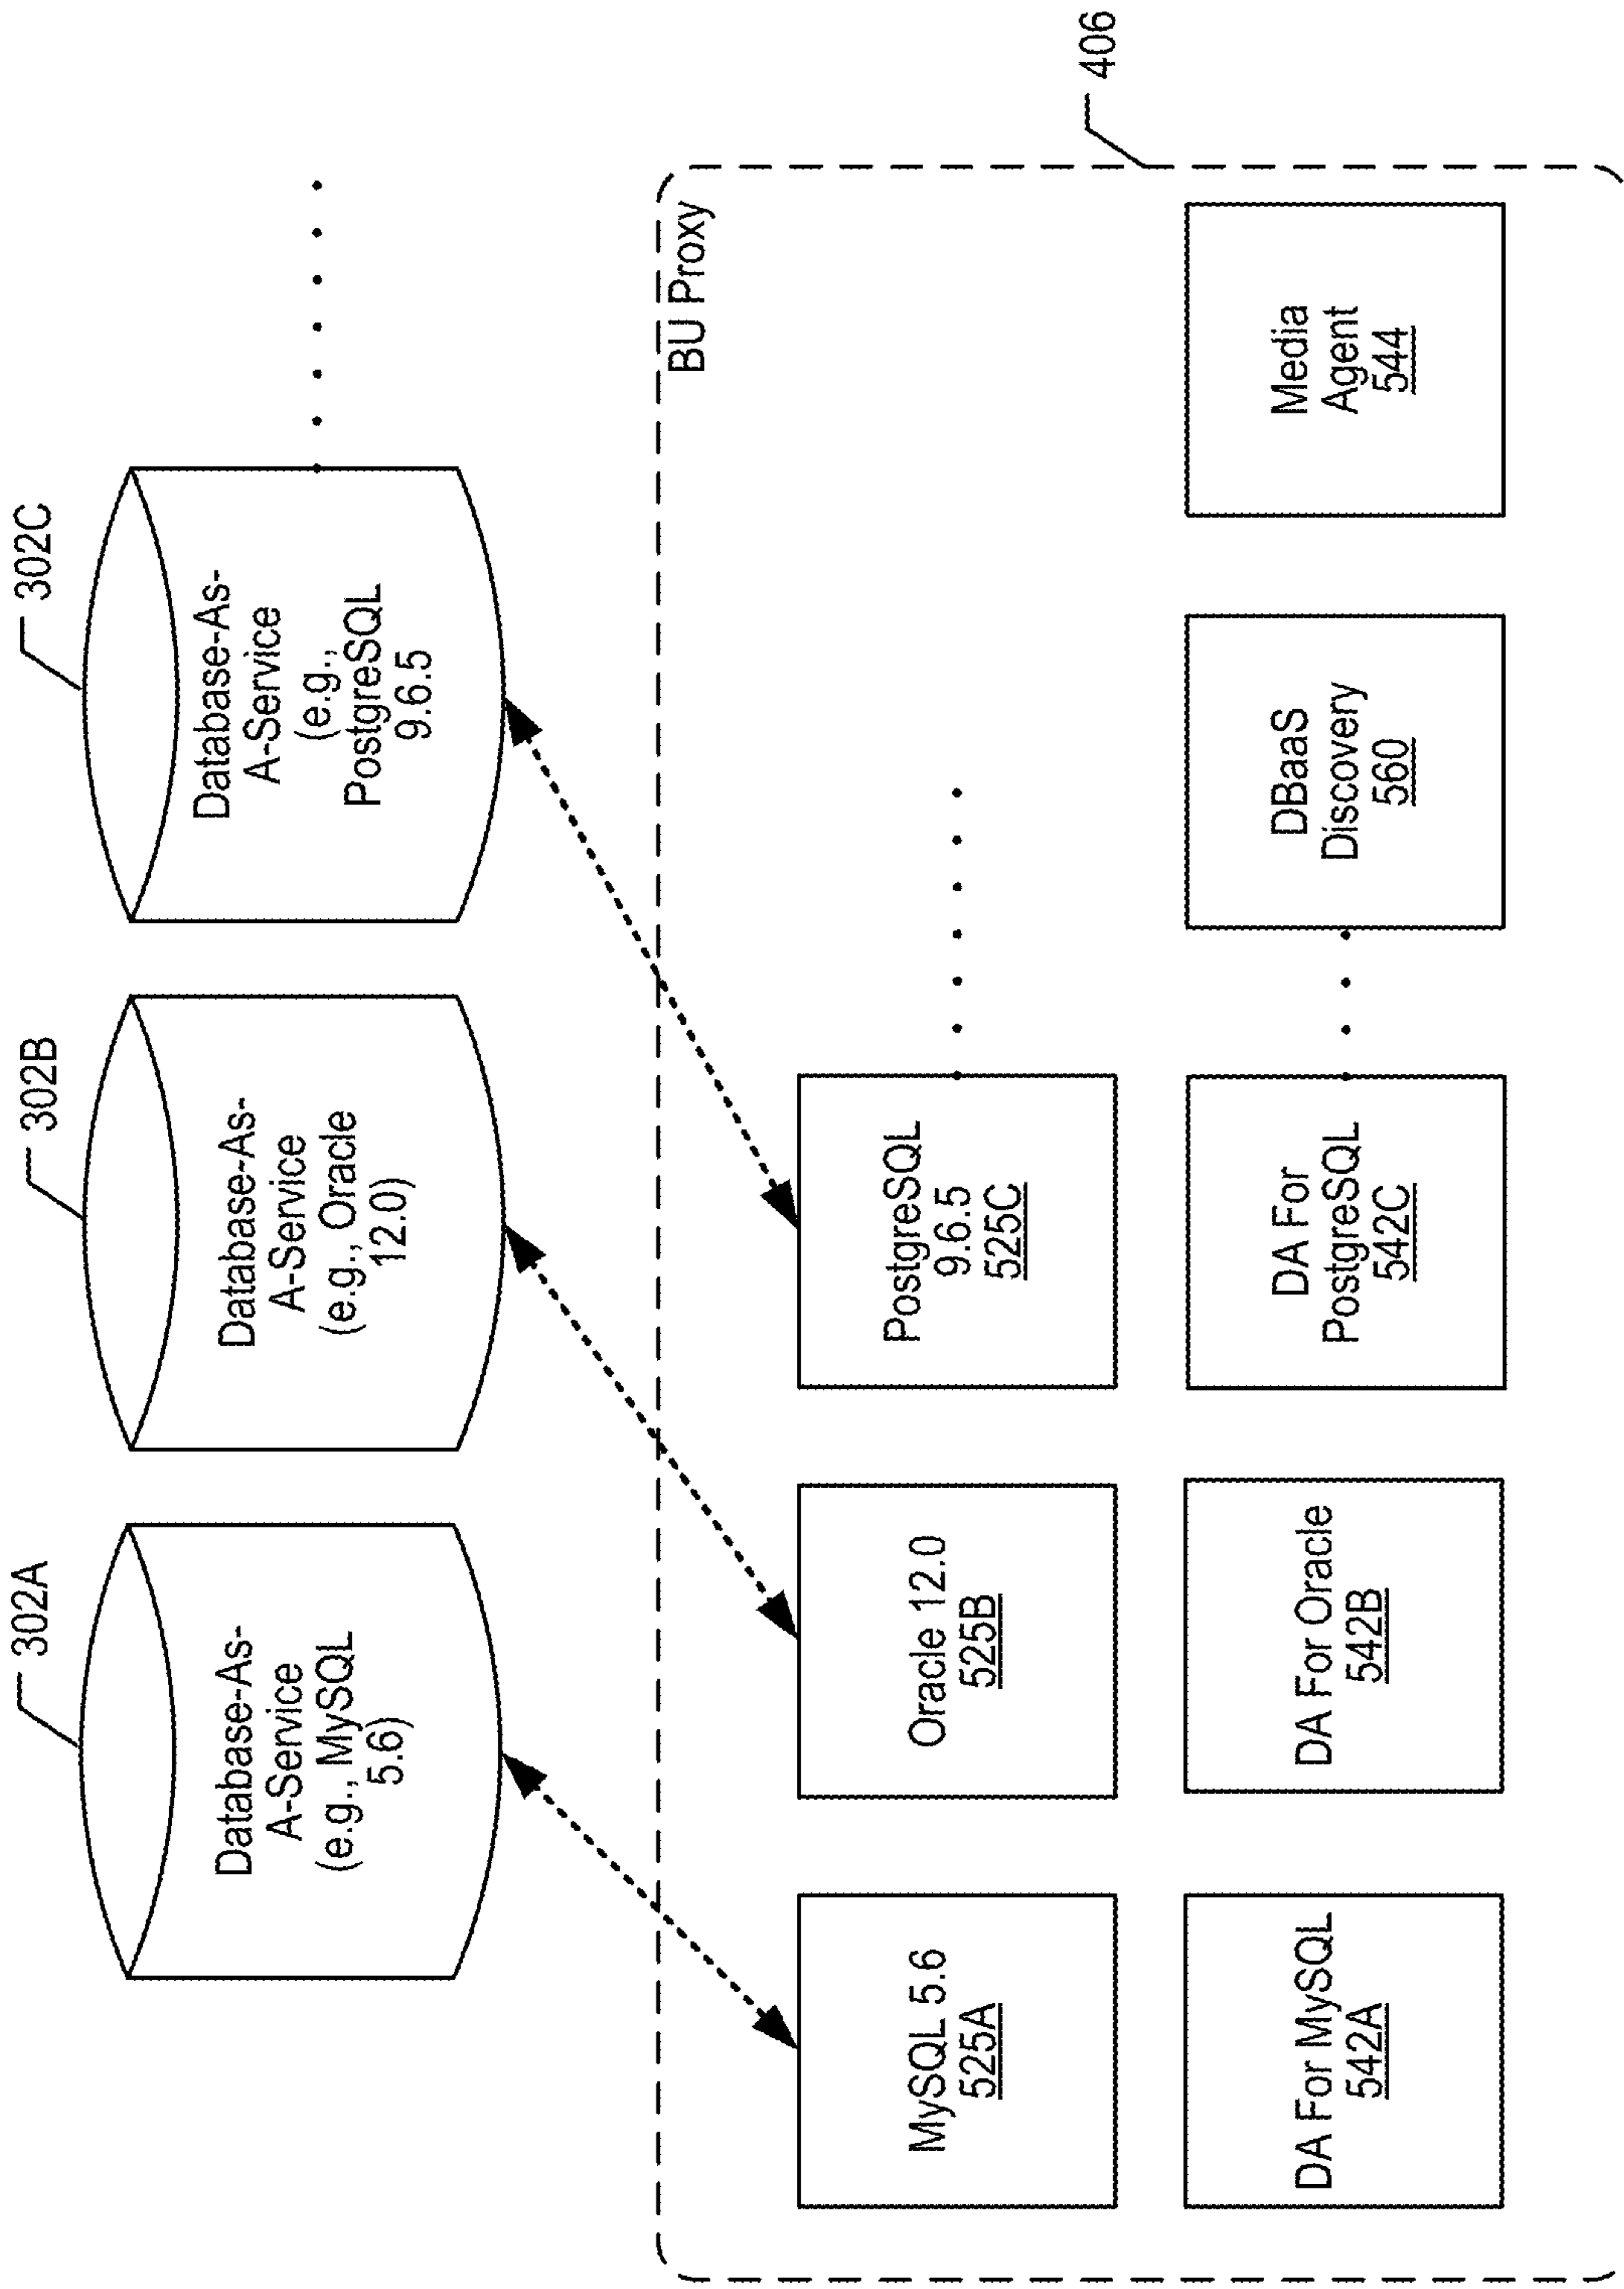 302A
302B
302C
Database-As-
A-Service
(e.g., MySQL
5.6)
Database-As-
A-Service
(e.g., Oracle
12.0)
Database-As-
A-Service
(e.g.,
PostgreSQL
9.6.5
BU Proxy
406
MySQL 5.6
525A
Oracle 12.0
525B
PostgreSQL
9.6.5
525C
DA For MySQL
542A
DA For Oracle
542B
DA For
PostgreSQL
542C
DBaaS
Discovery
560
Media
Agent
544